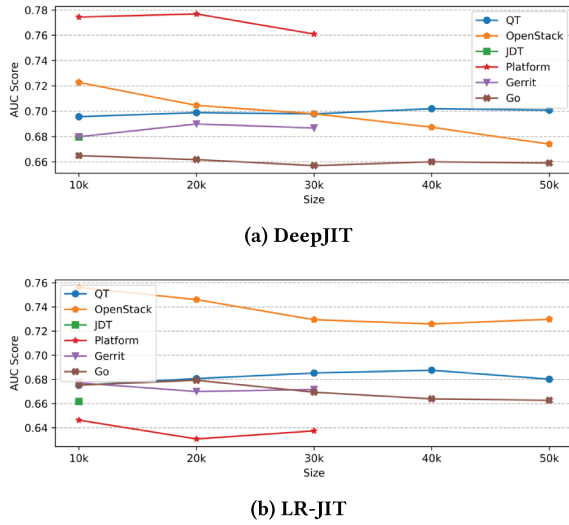 0.78
0.76
0.74
0.72
0.70
0.68
0.66
AUC Score
QT
OpenStack
JDT
Platform
Gerrit
Go
10k 20k 30k 40k 50k
Size
(a) DeepJIT
0.76
0.74
0.72
0.70
0.68
0.66
0.64
AUC Score
QT
OpenStack
JDT
Platform
Gerrit
Go
10k 20k 30k 40k 50k
Size
(b) LR-JIT